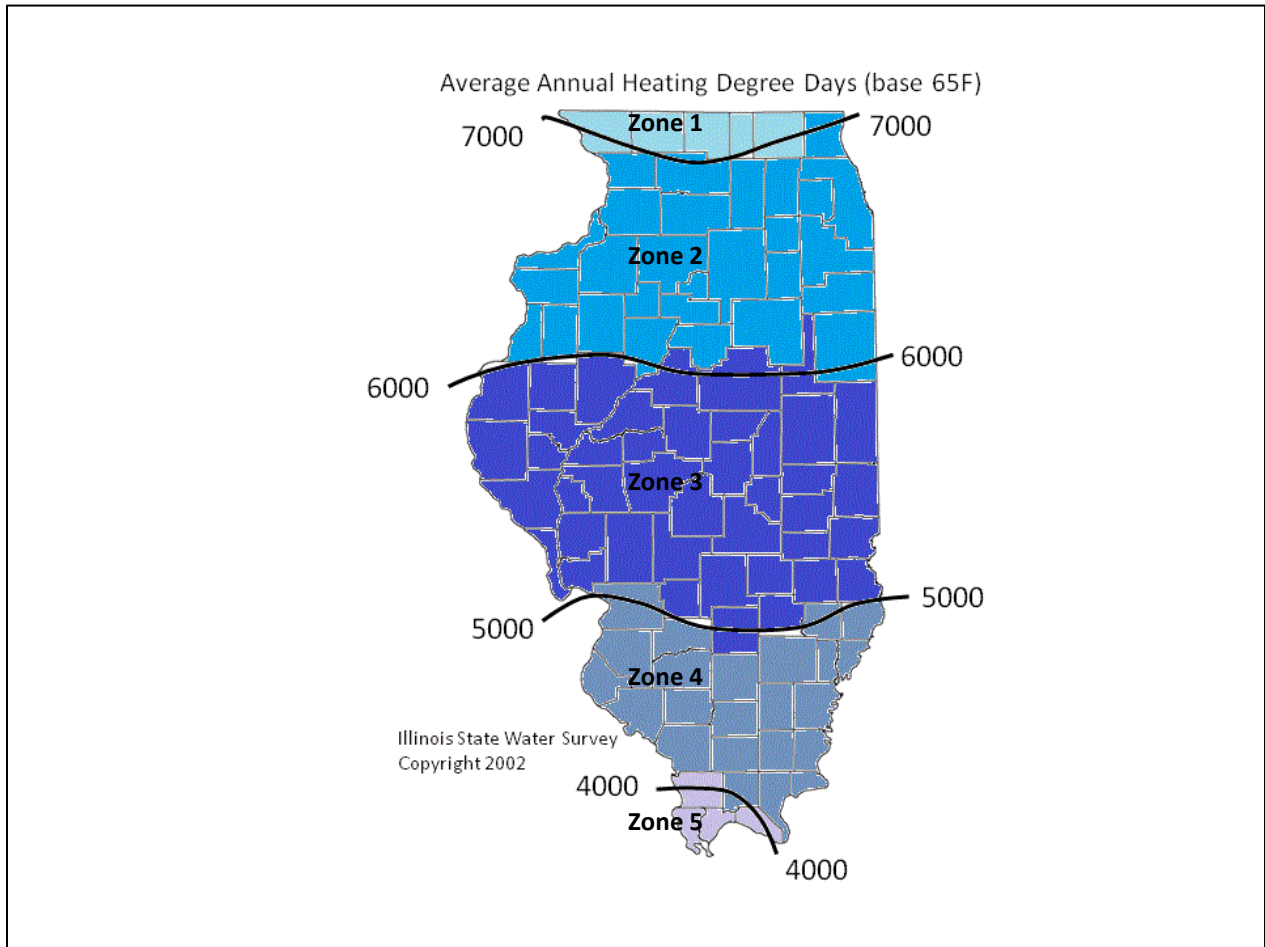 Average Annual Heating Degree Days (base 65F)
7000
Zone 1
7000
Zone 2
6000
6000
Zone 3
5000
5000
Zone 4
Illinois State Water Survey
Copyright 2002
4000
Zone 5
4000